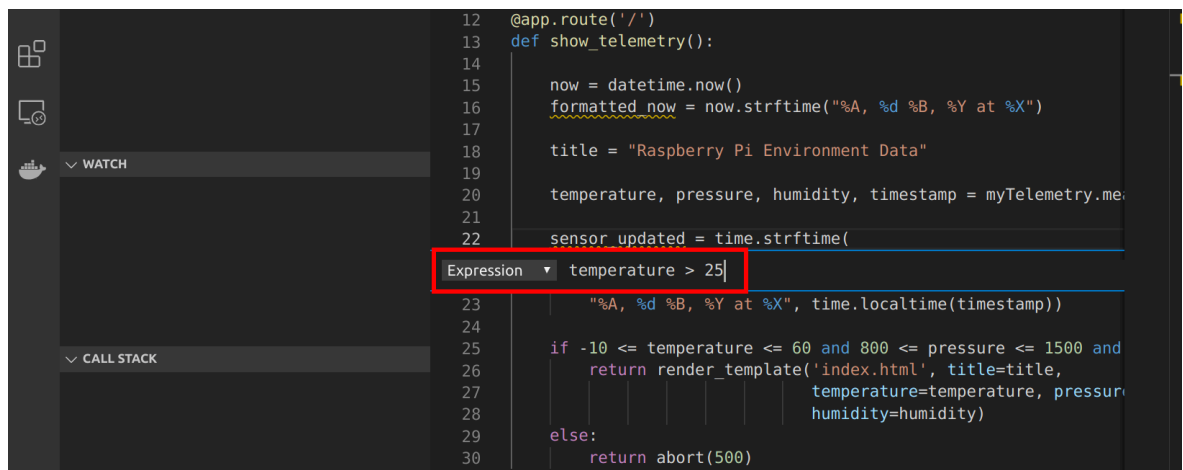 12 @app.route('/')
13 def show_telemetry():
14
15 now = datetime.now()
16 formatted_now = now.strftime("%A, %d %B, %Y at %X")
17
WATCH
18 title = "Raspberry Pi Environment Data"
19
20 temperature, pressure, humidity, timestamp = myTelemetry.mea
21
22 sensor_updated = time.strftime(
Expression temperature > 25
23 "%A, %d %B, %Y at %X", time.localtime(timestamp))
24
CALL STACK
25 if -10 <= temperature <= 60 and 800 <= pressure <= 1500 and
26 return render_template('index.html', title=title,
27 temperature=temperature, pressur
28 humidity=humidity)
29 else:
30 return abort(500)